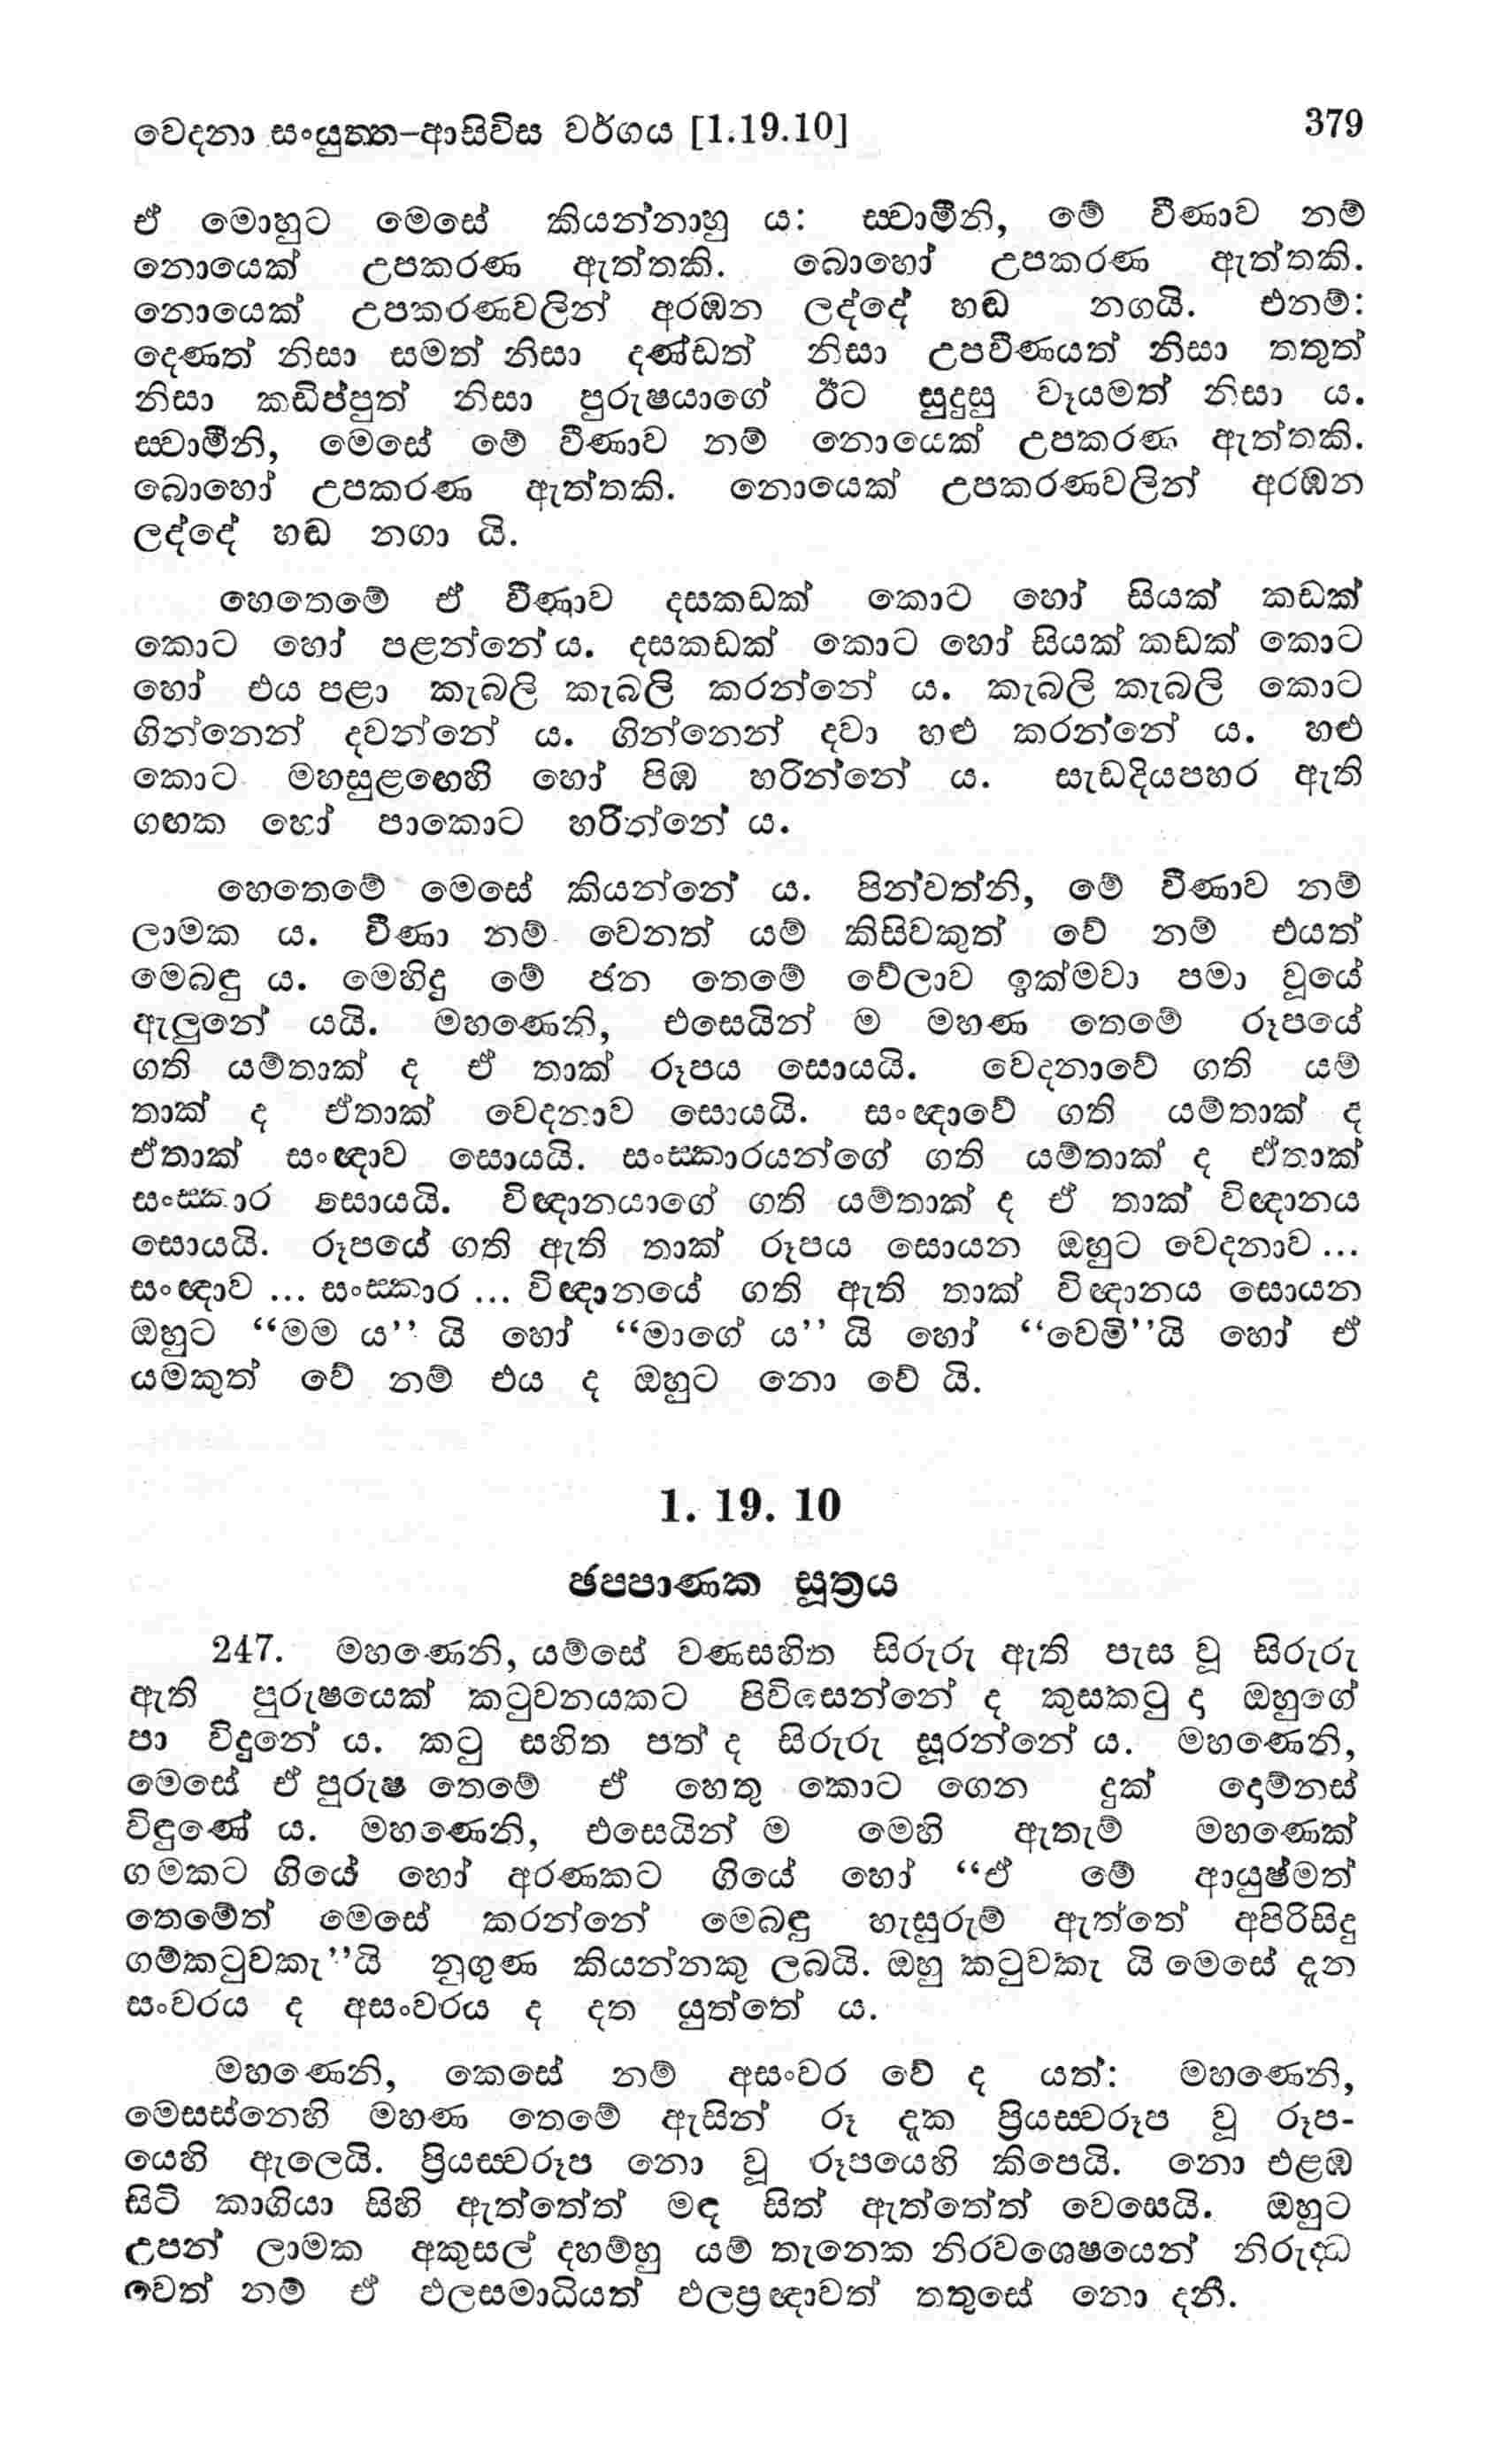 වෙදනා සංයුත්ත–ආසිවිස වර්ගය [1.19.10] 379
ඒ මොහුට මෙසේ කියන්නාහු ය: ස්වාමීනි, මේ වීණාව නම්
නොයෙක් උපකරණ ඇත්තකි. බොහෝ උපකරණ ඇත්තකි.
නොයෙක් උපකරණවලින් අරඹන ලද්දේ හඬ නගයි. එනම්:
දෙණත් නිසා සමත් නිසා දණ්ඩත් නිසා උපවීණයත් නිසා තතුත්
නිසා කඩිප්පුත් නිසා පුරුෂයාගේ ඊට සුදුසු වෑයමත් නිසා ය.
ස්වාමීනි, මෙසේ මේ වීණාව නම් නොයෙක් උපකරණ ඇත්තකි.
බොහෝ උපකරණ ඇත්තකි. නොයෙක් උපකරණවලින් අරඹන
ලද්දේ හඬ නගා යි.
හෙතෙමේ ඒ වීණාව දසකඩක් කොට හෝ සියක් කඩක්
කොට හෝ පළන්නේ ය. දසකඩක් කොට හෝ සියක් කඩක් කොට
හෝ එය පළා කැබලි කැබලි කරන්නේ ය. කැබලි කැබලි කොට
ගින්නෙන් දවන්නේ ය. ගින්නෙන් දවා හළු කරන්නේ ය. හළු
කොට මහසුළඟෙහි හෝ පිඹ හරින්නේ ය. සැඩදියපහර ඇති
ගඟක හෝ පාකොට හරින්නේ ය.
හෙතෙමේ මෙසේ කියන්නේ ය. පින්වත්නි, මේ වීණාව නම්
ලාමක ය. වීණා නම් වෙනත් යම් කිසිවකුත් වේ නම් එයත්
මෙබඳු ය. මෙහිදු මේ ජන තෙමේ වේලාව ඉක්මවා පමා වූයේ
ඇලුනේ යයි. මහණෙනි, එසෙයින් ම මහණ තෙමේ රූපයේ
ගති යම්තාක් ද ඒ තාක් රූපය සොයයි. වෙදනාවේ ගති යම්
තාක් ද ඒතාක් වෙදනාව සොයයි. සංඥාවේ ගති යම්තාක් ද
ඒතාක් සංඥාව සොයයි. සංස්කාරයන්ගේ ගති යම්තාක් ද ඒතාක්
සංස්කාර සොයයි. විඥානයාගේ ගති යම්තාක් ද ඒ තාක් විඥානය
සොයයි. රූපයේ ගති ඇති තාක් රූපය සොයන ඔහුට වෙදනාව ...
සංඥාව ... සංස්කාර ... විඥානයේ ගති ඇති තාක් විඥානය සොයන
ඔහුට “මම ය” යි හෝ “මාගේ ය” යි හෝ “වෙමි”යි හෝ ඒ
යමකුත් වේ නම් එය ද ඔහුට නො වේ යි.
1. 19. 10
ඡප්පාණක සූත්‍රය
247. මහණෙනි, යම්සේ වණසහිත සිරුරු ඇති පැස වූ සිරුරු
ඇති පුරුෂයෙක් කටුවනයකට පිවිසෙන්නේ ද කුසකටු දා ඔහුගේ
පා විදුනේ ය. කටු සහිත පත් ද සිරුරු සූරන්නේ ය. මහණෙනි,
මෙසේ ඒ පුරුෂ තෙමේ ඒ හෙතු කොට ගෙන දුක් දොම්නස්
විඳුණේ ය. මහණෙනි, එසෙයින් ම මෙහි ඇතැම් මහණෙක්
ගමකට ගියේ හෝ අරණකට ගියේ හෝ “ඒ මේ ආයුෂ්මත්
තෙමේත් මෙසේ කරන්නේ මෙබඳු හැසුරුම් ඇත්තේ අපිරිසිදු
ගම්කටුවකැ”යි නුගුණ කියන්නකු ලබයි. ඔහු කටුවකැ යි මෙසේ දැන
සංවරය ද අසංවරය ද දත යුත්තේ ය.
මහණෙනි, කෙසේ නම් අසංවර වේ ද යත්: මහණෙනි,
මෙසස්නෙහි මහණ තෙමේ ඇසින් රූ දැක ප්‍රියස්වරූප වූ රූප-
යෙහි ඇලෙයි. ප්‍රියස්වරූප නො වූ රූපයෙහි කිපෙයි. නො එළඹ
සිටි කාගියා සිහි ඇත්තේත් මඳ සිත් ඇත්තේත් වෙසෙයි. ඔහුට
උපන් ලාමක අකුසල් දහම්හු යම් තැනෙක නිරවශෙෂයෙන් නිරුද්ධ
වෙත් නම් ඒ ඵලසමාධියත් ඵලප්‍රඥාවත් තතුසේ නො දනී.